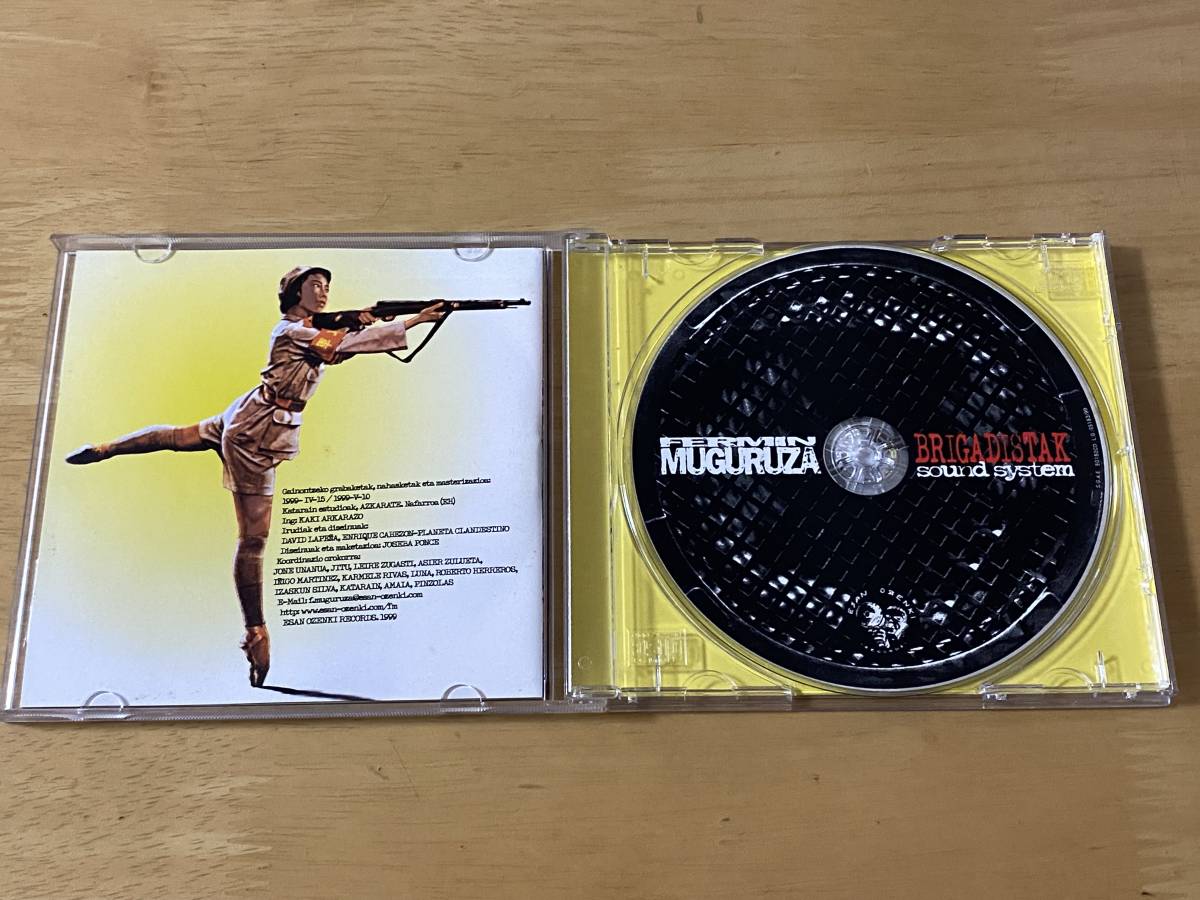 Gainontzeko grabaketak, nahasketak eta masterizazioa:
1999-IV-15 / 1999-V-10
Katarain estudioak, AZKARATE. Nafarroa (EH)
Ing: KAKI ARKARAZO
Irudiak eta diseinuak:
DAVID LAPEÑA, ENRIQUE CABEZON-PLANETA CLANDESTINO
Diseinuak eta maketazioa: JOSEBA PONCE
Koordinazio orokorra:
JONE UNANUA, JITU, LEIRE ZUGASTI, ASIER ZULUETA,
IÑIGO MARTINEZ, KARMELE RIVAS, LUNA, ROBERTO HERREROS,
IZASKUN SILVA, KATARAIN, AMAIA, PINZOLAS
E-Mail: f.muguruza@esan-ozenki.com
http: www.esan-ozenki.com/fm
ESAN OZENKI RECORDS. 1999
FERMIN
MUGURUZA
BRIGADISTAK
sound system
ESAN OZENKI